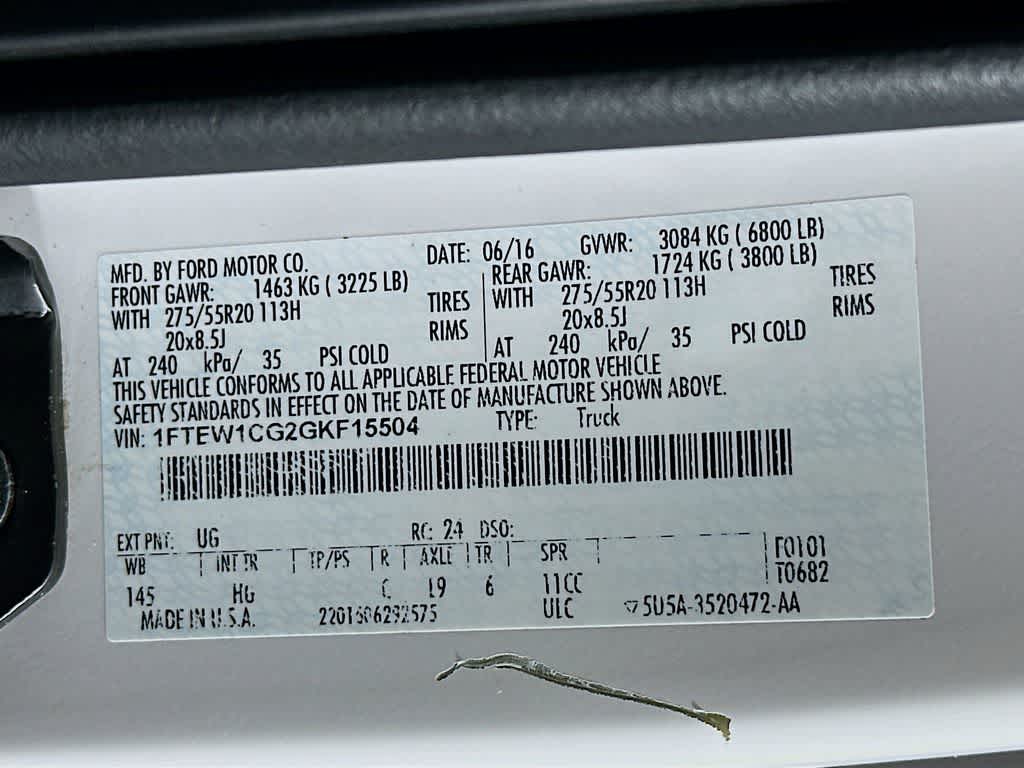 MFD. BY FORD MOTOR CO. DATE: 06/16 GVWR: 3084 KG ( 6800 LB)
FRONT GAWR: 1463 KG ( 3225 LB) REAR GAWR: 1724 KG ( 3800 LB)
WITH 275/55R20 113H TIRES WITH 275/55R20 113H TIRES
20x8.5J RIMS 20x8.5J RIMS
AT 240 kPa/ 35 PSI COLD AT 240 kPa/ 35 PSI COLD
THIS VEHICLE CONFORMS TO ALL APPLICABLE FEDERAL MOTOR VEHICLE
SAFETY STANDARDS IN EFFECT ON THE DATE OF MANUFACTURE SHOWN ABOVE.
VIN: 1FTEW1CG2GKF15504 TYPE: Truck
EXT PNT: UG RC: 24 DSO:
WB INT TR TP/PS R AXLE TR SPR F0101
145 HG C L9 6 11CC T0682
MADE IN U.S.A. ULC 5U5A-3520472-AA